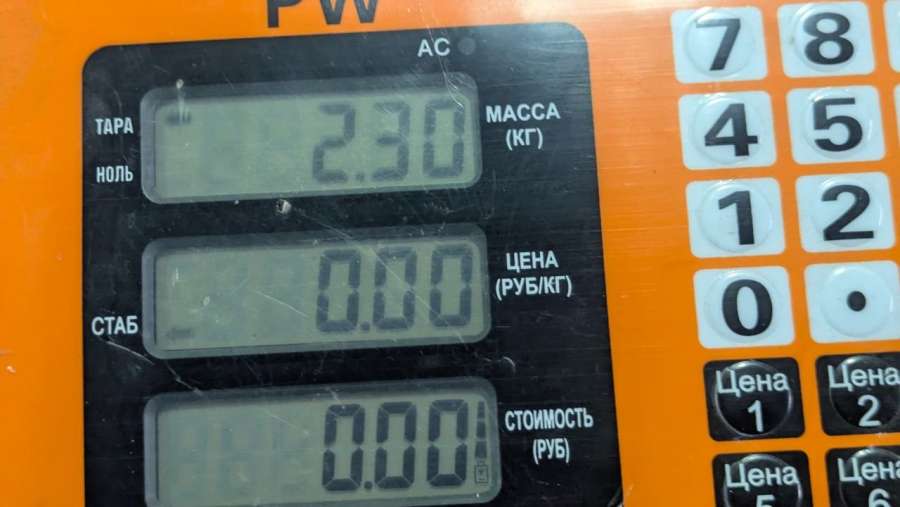 PW
AC
ТАРА
НОЛЬ
2.30
МАССА
(КГ)
СТАБ
0.00
ЦЕНА
(РУБ/КГ)
0.00
СТОИМОСТЬ
(РУБ)
7 8
4 5
1 2
0 .
Цена
1
Цена
2
Цена
5
Цена
6